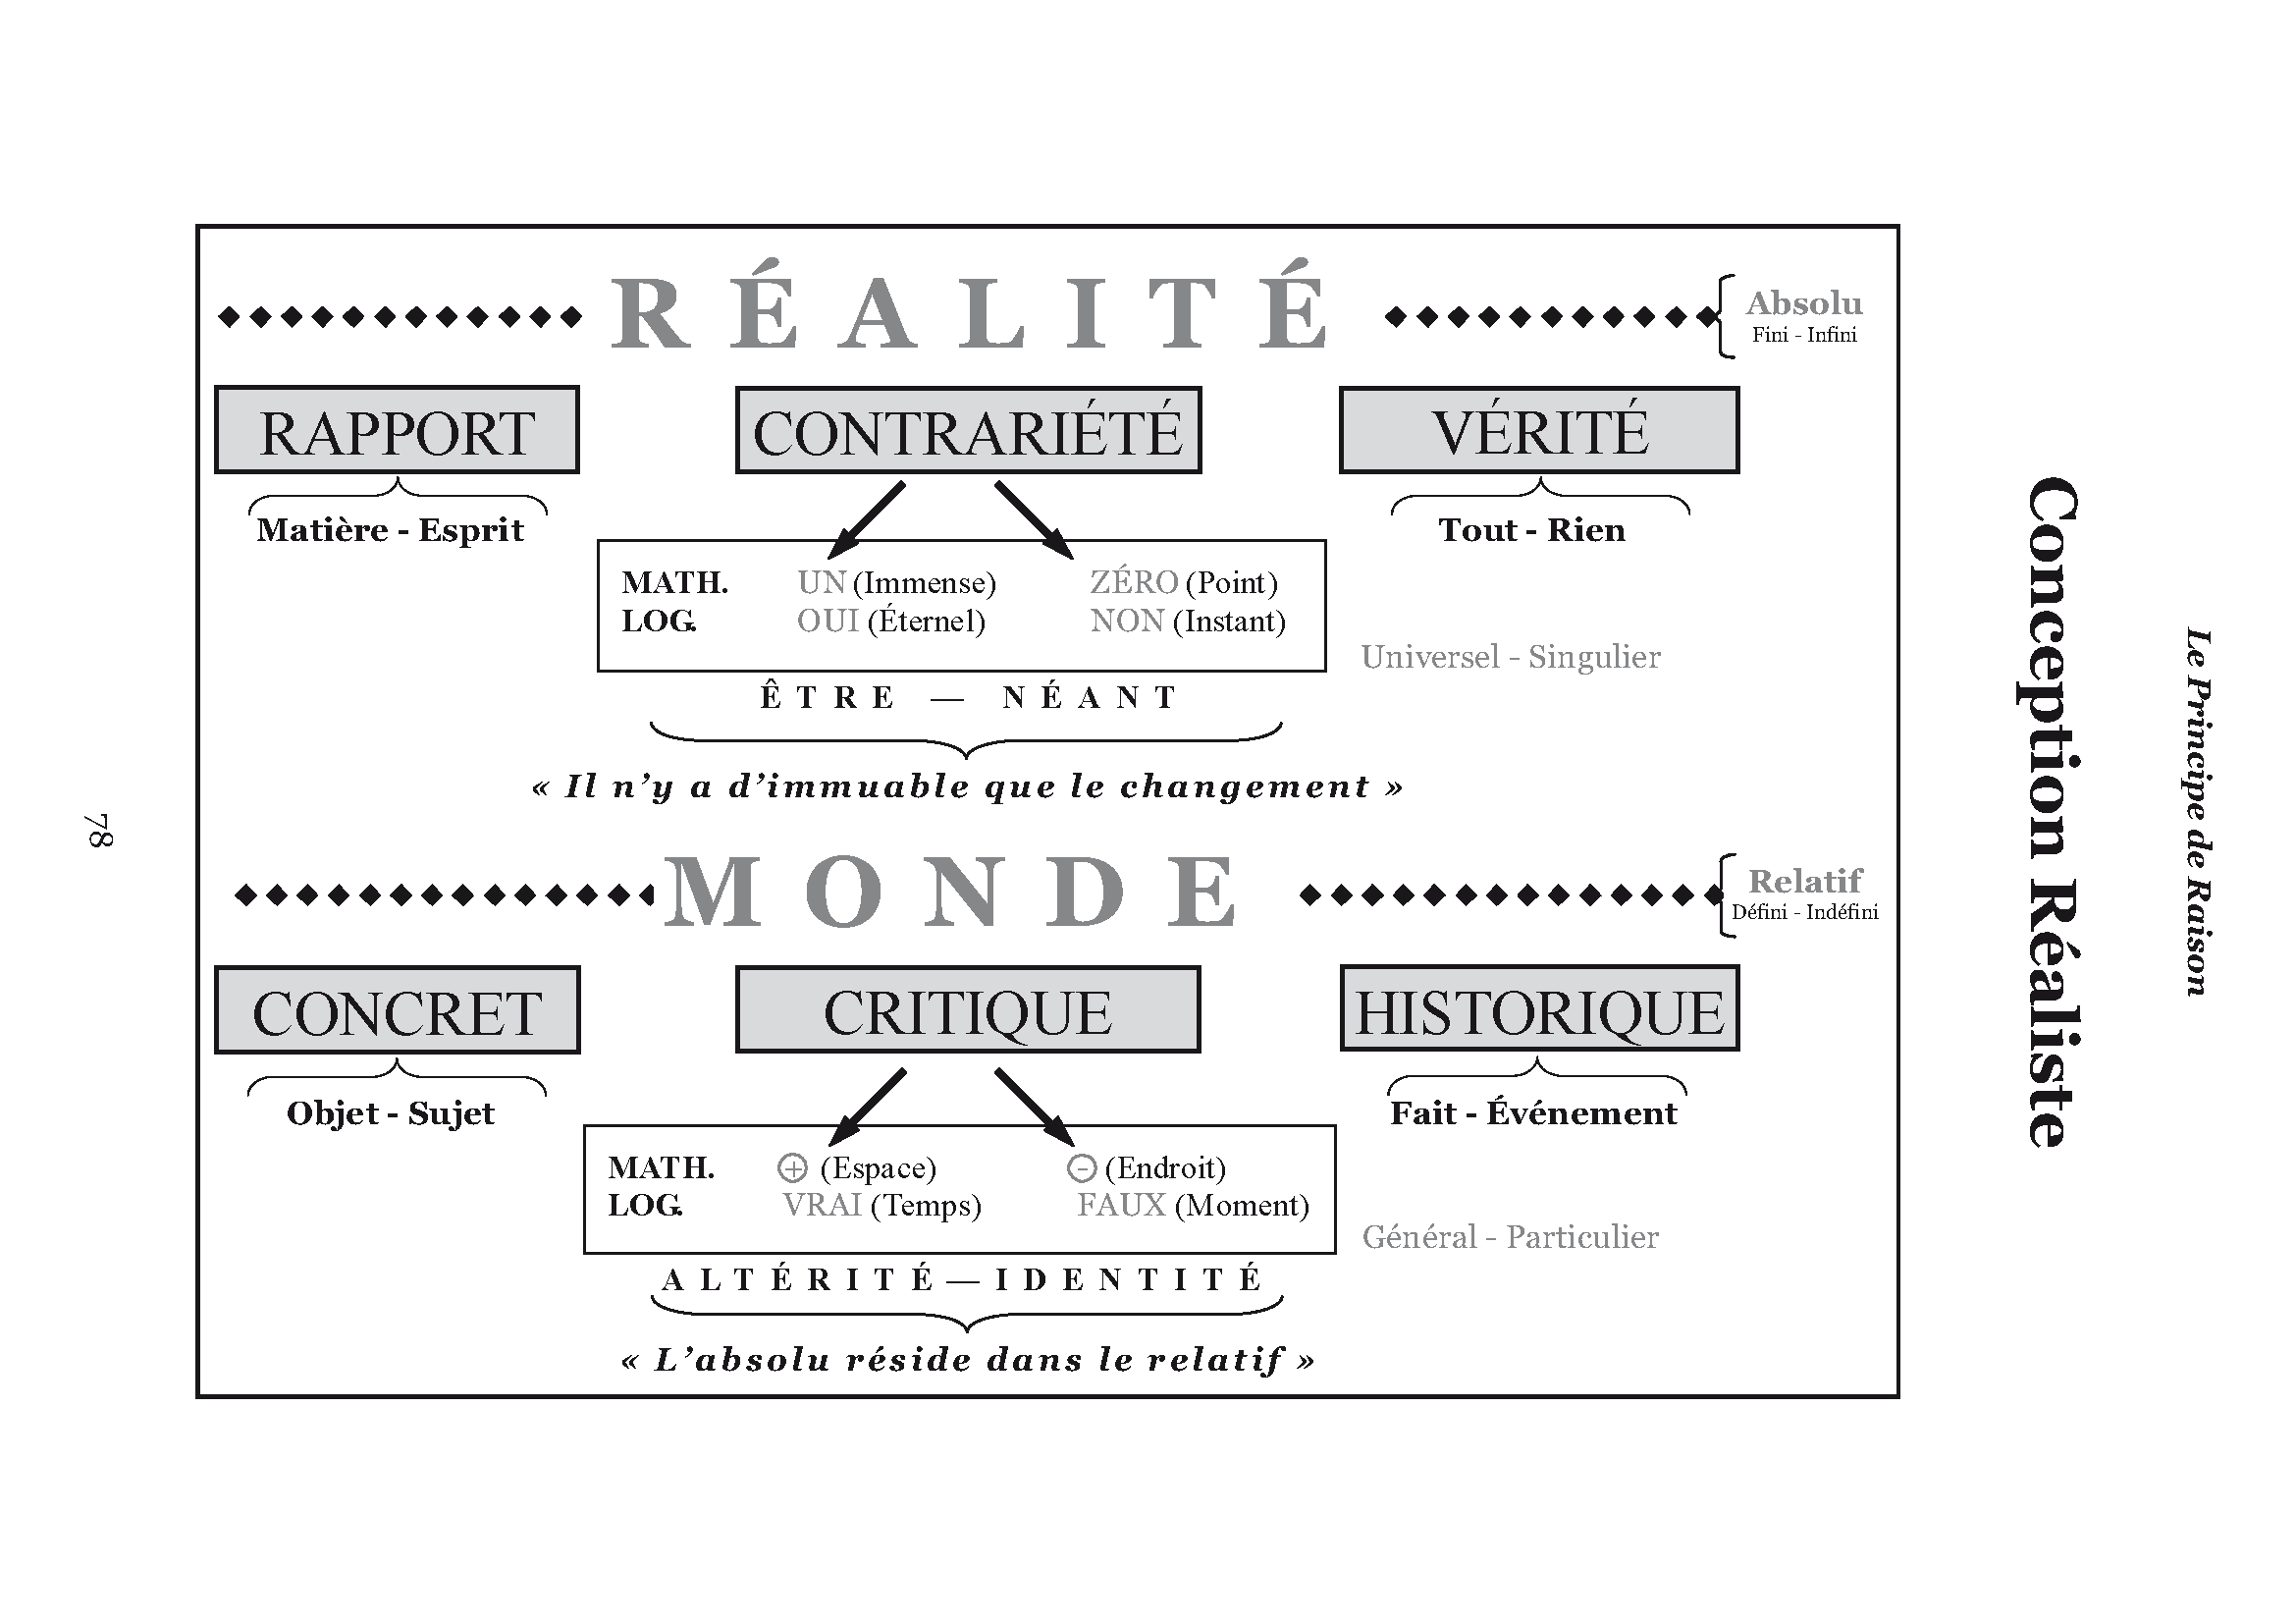 Le Principe de Raison
Conception Réaliste
RÉALITÉ
Absolu
Fini - Infini
RAPPORT
CONTRARIÉTÉ
VÉRITÉ
Matière - Esprit
Tout - Rien
MATH. UN (Immense) ZÉRO (Point)
LOG. OUI (Éternel) NON (Instant)
Universel - Singulier
ÊTRE — NÉANT
« Il n’y a d’immuable que le changement »
MONDE
Relatif
Défini - Indéfini
CONCRET
CRITIQUE
HISTORIQUE
Objet - Sujet
Fait - Événement
MATH. + (Espace) - (Endroit)
LOG. VRAI (Temps) FAUX (Moment)
Général - Particulier
ALTÉRITÉ — IDENTITÉ
« L’absolu réside dans le relatif »
78